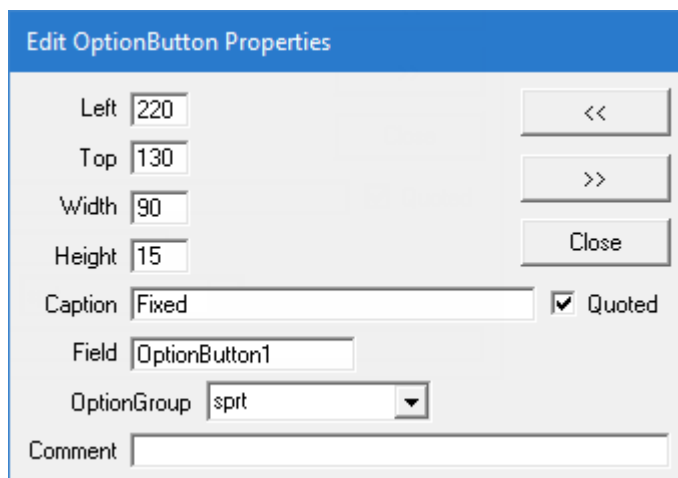 Edit OptionButton Properties
Left 220 <<
Top 130
>>
Width 90
Height 15 Close
Caption Fixed Quoted
Field OptionButton1
OptionGroup sprt
Comment